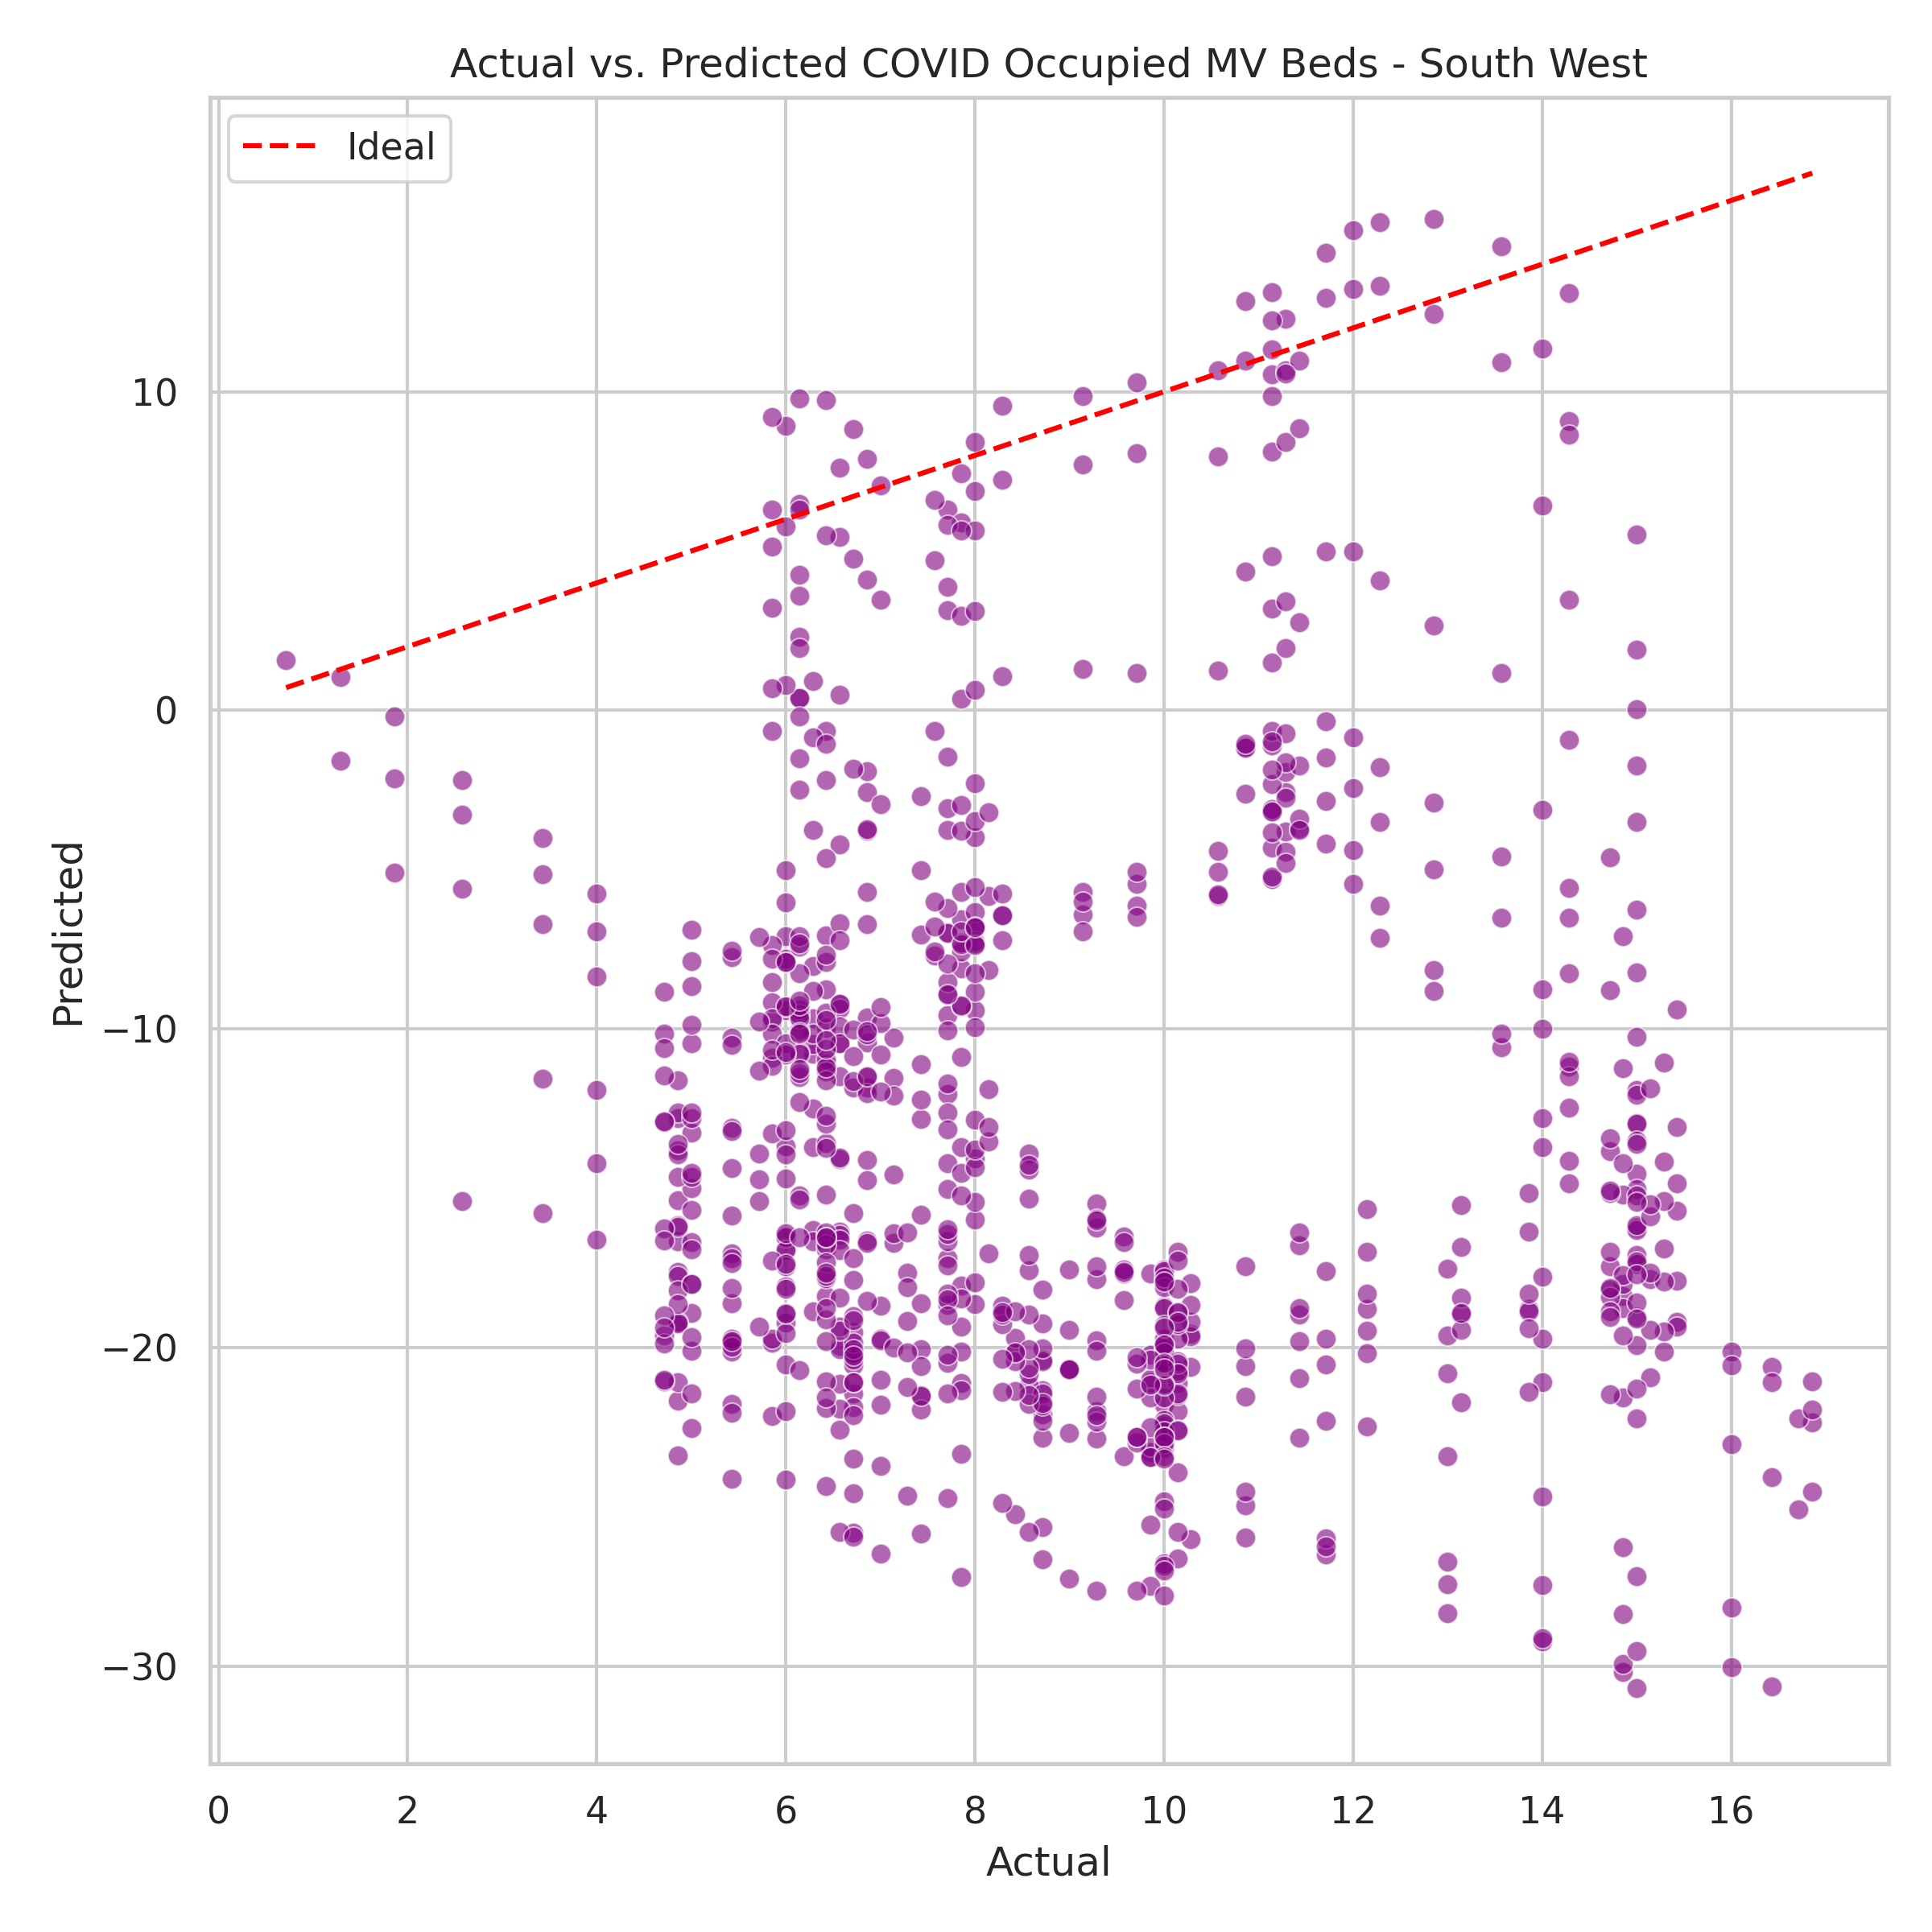 Actual vs. Predicted COVID Occupied MV Beds - South West
Ideal
Predicted
10
0
−10
−20
−30
0 2 4 6 8 10 12 14 16
Actual